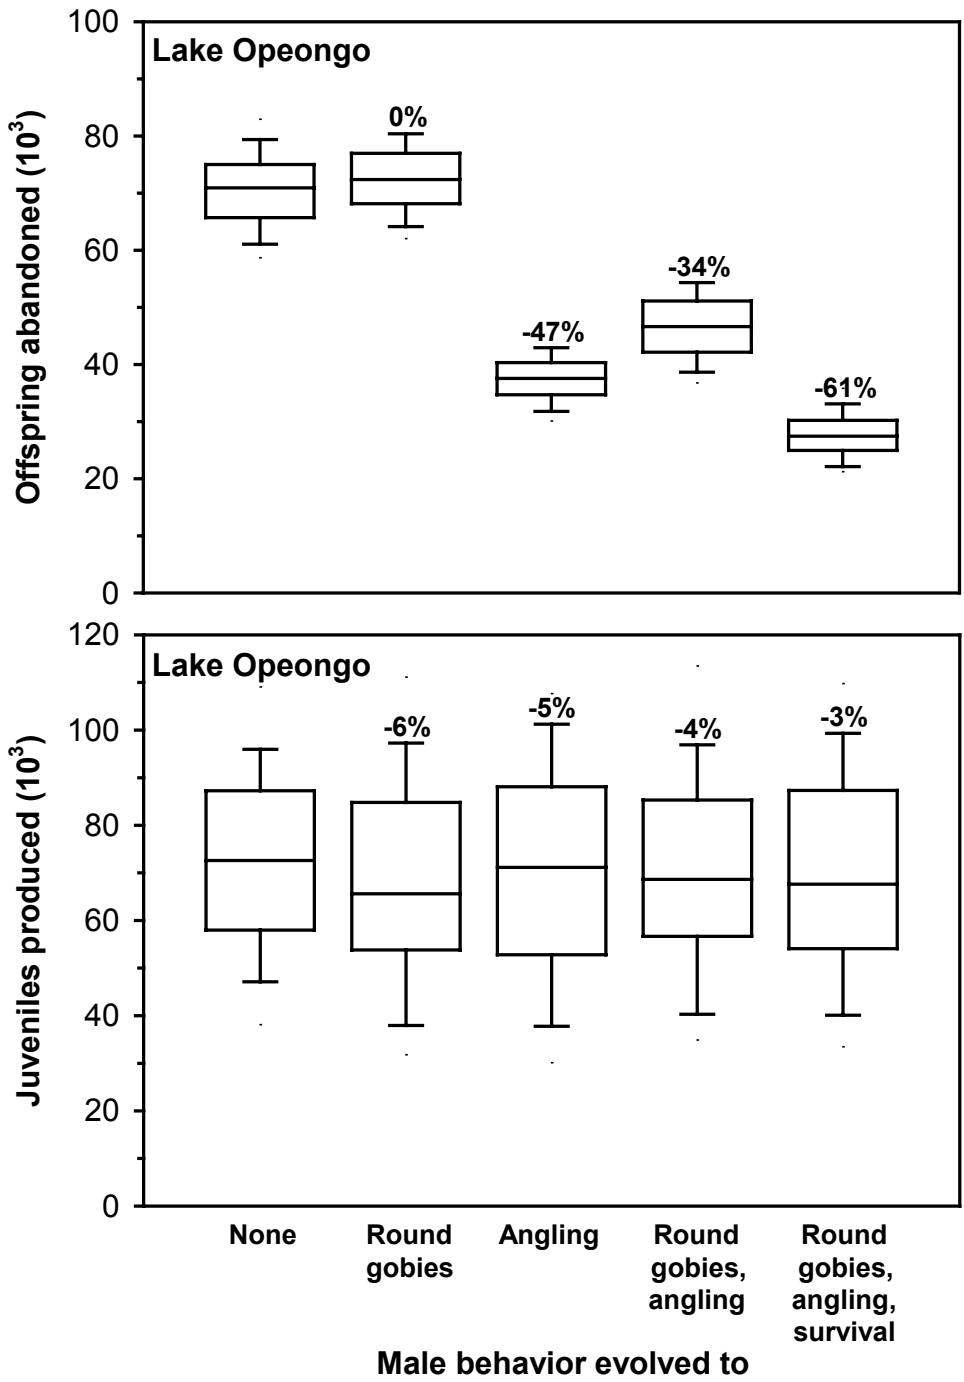 Lake Opeongo
Offspring abandoned (10³)
100
80
60
40
20
0
0%
-47%
-34%
-61%
Lake Opeongo
Juveniles produced (10³)
120
100
80
60
40
20
0
-6%
-5%
-4%
-3%
None
Round
gobies
Angling
Round
gobies,
angling
Round
gobies,
angling,
survival
Male behavior evolved to